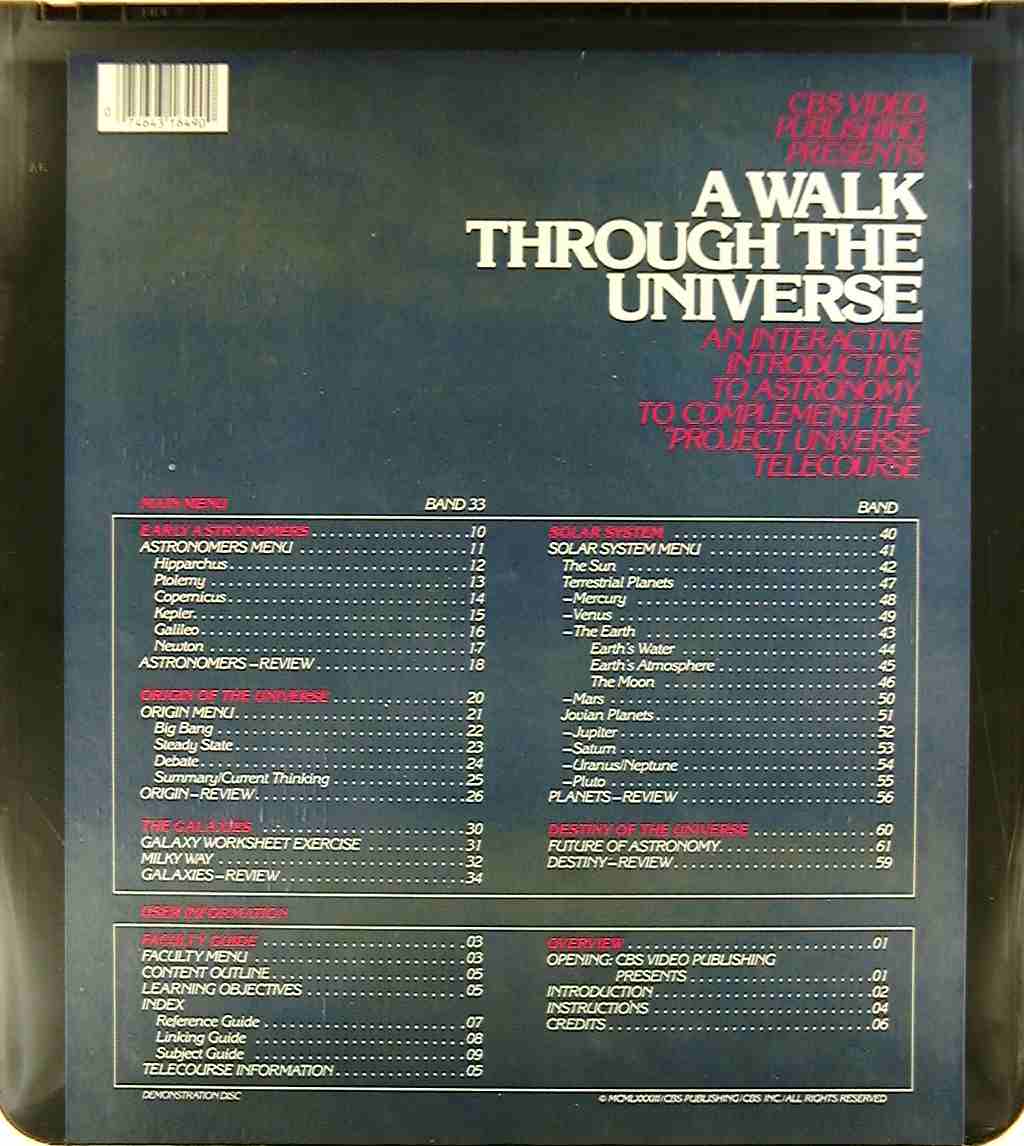 0 74643 16490
CBS VIDEO
PUBLISHING
PRESENTS
A WALK
THROUGH THE
UNIVERSE
AN INTERACTIVE
INTRODUCTION
TO ASTRONOMY
TO COMPLEMENT THE
"PROJECT UNIVERSE"
TELECOURSE
MAIN MENU BAND 33
EARLY ASTRONOMERS 10
ASTRONOMERS MENU 11
Hipparchus 12
Ptolemy 13
Copernicus 14
Kepler 15
Galileo 16
Newton 17
ASTRONOMERS–REVIEW 18
ORIGIN OF THE UNIVERSE 20
ORIGIN MENU 21
Big Bang 22
Steady State 23
Debate 24
Summary/Current Thinking 25
ORIGIN–REVIEW 26
THE GALAXIES 30
GALAXY WORKSHEET EXERCISE 31
MILKY WAY 32
GALAXIES–REVIEW 34
BAND
SOLAR SYSTEM 40
SOLAR SYSTEM MENU 41
The Sun 42
Terrestrial Planets 47
–Mercury 48
–Venus 49
–The Earth 43
Earth's Water 44
Earth's Atmosphere 45
The Moon 46
–Mars 50
Jovian Planets 51
–Jupiter 52
–Saturn 53
–Uranus/Neptune 54
–Pluto 55
PLANETS–REVIEW 56
DESTINY OF THE UNIVERSE 60
FUTURE OF ASTRONOMY 61
DESTINY–REVIEW 59
USER INFORMATION
FACULTY GUIDE 03
FACULTY MENU 03
CONTENT OUTLINE 05
LEARNING OBJECTIVES 05
INDEX
Reference Guide 07
Linking Guide 08
Subject Guide 09
TELECOURSE INFORMATION 05
OVERVIEW 01
OPENING: CBS VIDEO PUBLISHING
PRESENTS 01
INTRODUCTION 02
INSTRUCTIONS 04
CREDITS 06
DEMONSTRATION DISC
© MCMLXXXIII/CBS PUBLISHING/CBS INC./ALL RIGHTS RESERVED